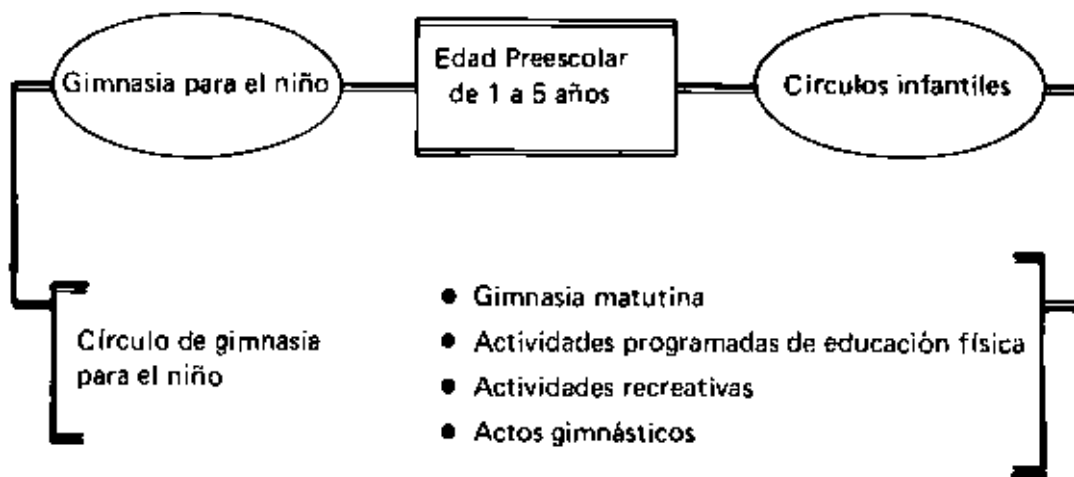 Gimnasia para el niño
Edad Preescolar
de 1 a 6 años
Círculos infantiles
Círculo de gimnasia
para el niño
● Gimnasia matutina
● Actividades programadas de educación física
● Actividades recreativas
● Actos gimnásticos